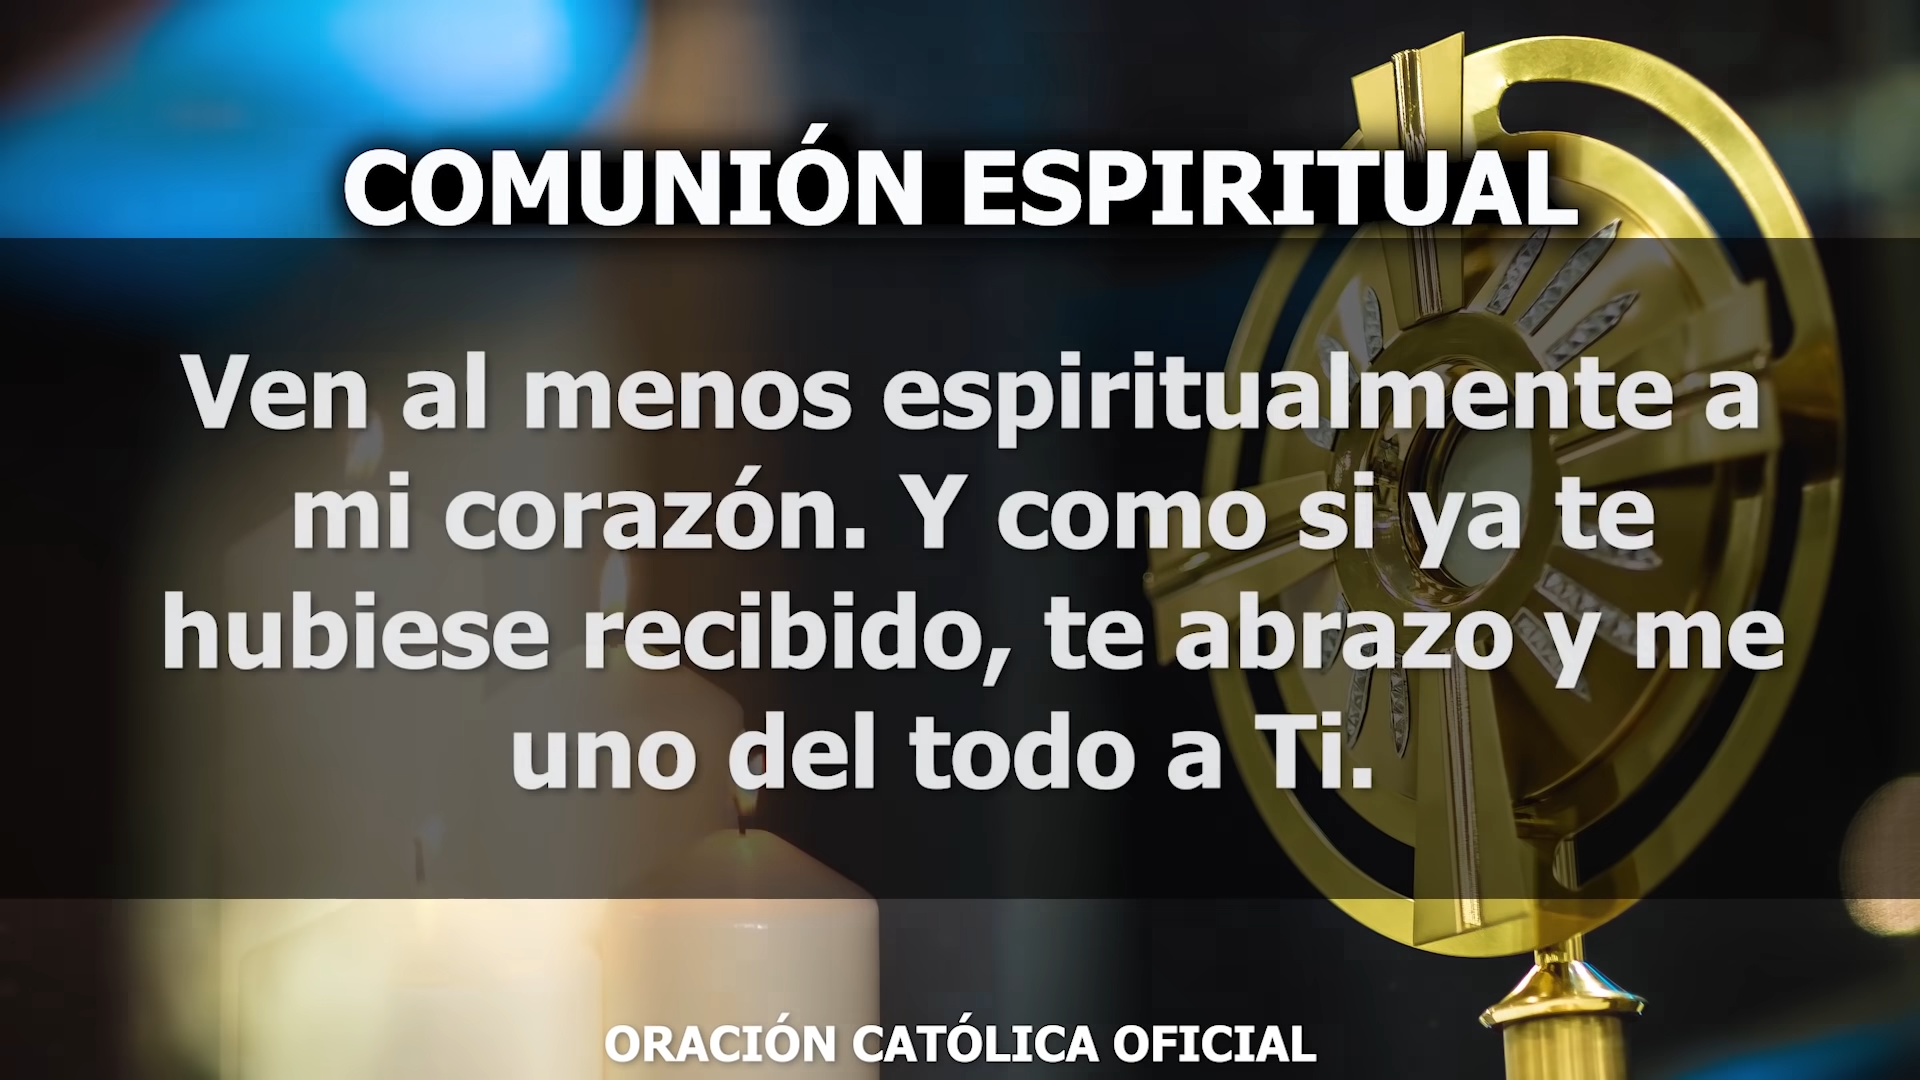 COMUNIÓN ESPIRITUAL
Ven al menos espiritualmente a
mi corazón. Y como si ya te
hubiese recibido, te abrazo y me
uno del todo a Ti.
ORACIÓN CATÓLICA OFICIAL